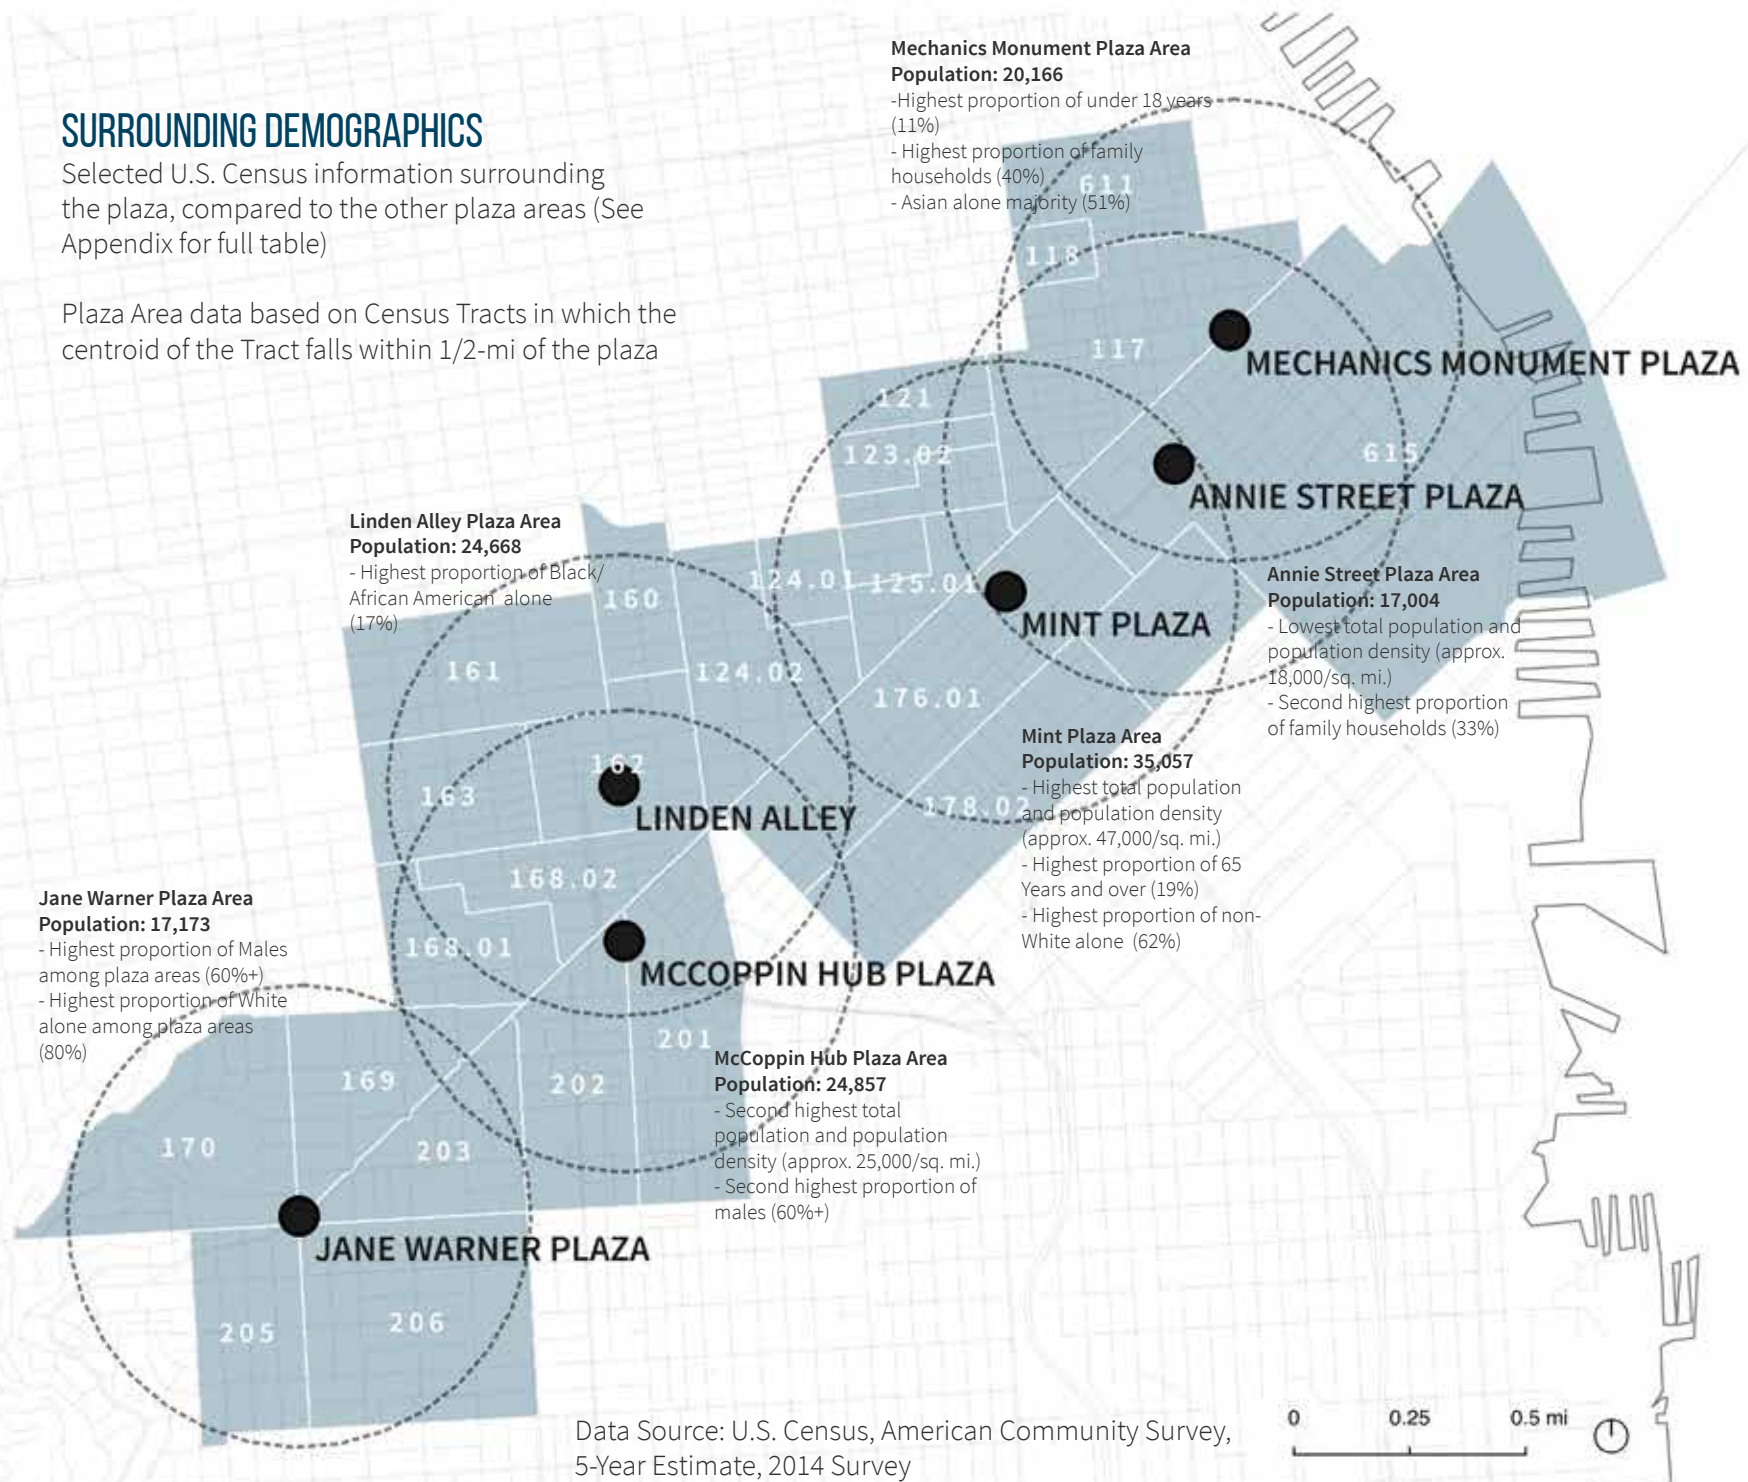 SURROUNDING DEMOGRAPHICS
Selected U.S. Census information surrounding
the plaza, compared to the other plaza areas (See
Appendix for full table)
Plaza Area data based on Census Tracts in which the
centroid of the Tract falls within 1/2-mi of the plaza
Mechanics Monument Plaza Area
Population: 20,166
-Highest proportion of under 18 years
(11%)
- Highest proportion of family
households (40%)
- Asian alone majority (51%)
611
118
117
MECHANICS MONUMENT PLAZA
121
123.02
615
ANNIE STREET PLAZA
Linden Alley Plaza Area
Population: 24,668
- Highest proportion of Black/
African American  alone
(17%)
160
124.01
125.01
MINT PLAZA
Annie Street Plaza Area
Population: 17,004
- Lowest total population and
population density (approx.
18,000/sq. mi.)
- Second highest proportion
of family households (33%)
161
124.02
176.01
Mint Plaza Area
Population: 35,057
- Highest total population
and population density
(approx. 47,000/sq. mi.)
- Highest proportion of 65
Years and over (19%)
- Highest proportion of non-
White alone  (62%)
162
163
LINDEN ALLEY
178.02
168.02
168.01
MCCOPPIN HUB PLAZA
Jane Warner Plaza Area
Population: 17,173
- Highest proportion of Males
among plaza areas (60%+)
- Highest proportion of White
alone among plaza areas
(80%)
201
McCoppin Hub Plaza Area
Population: 24,857
- Second highest total
population and population
density (approx. 25,000/sq. mi.)
- Second highest proportion of
males (60%+)
169
202
170
203
JANE WARNER PLAZA
205
206
Data Source: U.S. Census, American Community Survey,
5-Year Estimate, 2014 Survey
0 0.25 0.5 mi